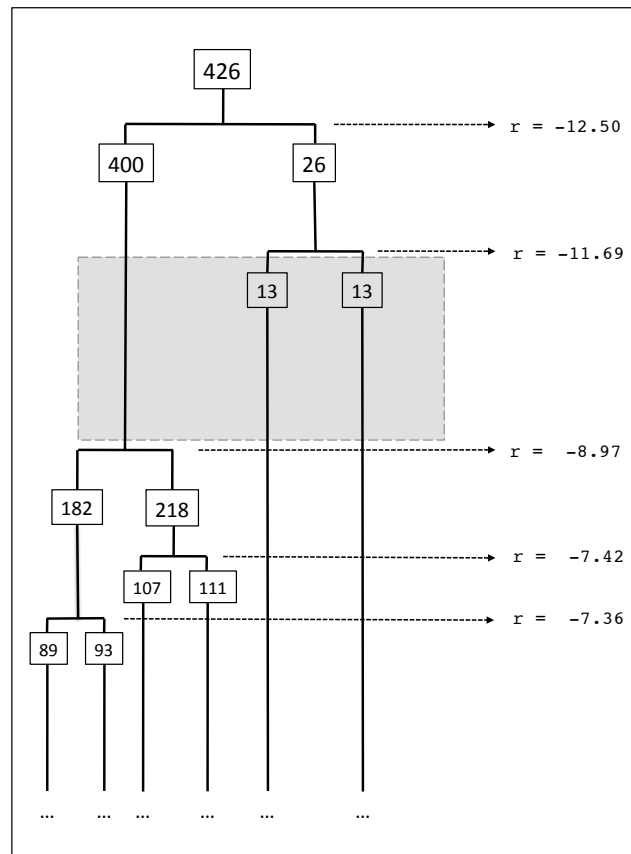 426
r = -12.50
400 26
r = -11.69
13 13
r = -8.97
182 218
r = -7.42
107 111
r = -7.36
89 93
... ... ... ... ... ...